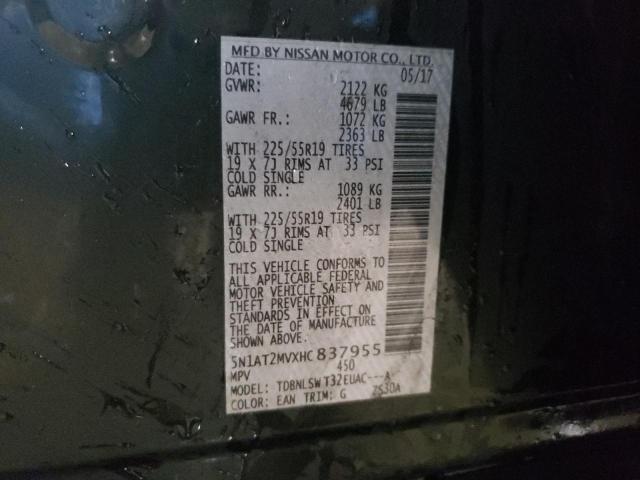 MFD BY NISSAN MOTOR CO., LTD.
DATE: 05/17
GVWR: 2122 KG
4679 LB
GAWR FR.: 1072 KG
2363 LB
WITH 225/55R19 TIRES
19 X 7J RIMS AT 33 PSI
COLD SINGLE
GAWR RR.: 1089 KG
2401 LB
WITH 225/55R19 TIRES
19 X 7J RIMS AT 33 PSI
COLD SINGLE
THIS VEHICLE CONFORMS TO
ALL APPLICABLE FEDERAL
MOTOR VEHICLE SAFETY AND
THEFT PREVENTION
STANDARDS IN EFFECT ON
THE DATE OF MANUFACTURE
SHOWN ABOVE.
5N1AT2MVXHC837955
MPV 450
MODEL: TDBNLSWT32EUAC---A
COLOR: EAN TRIM: G 2S30A